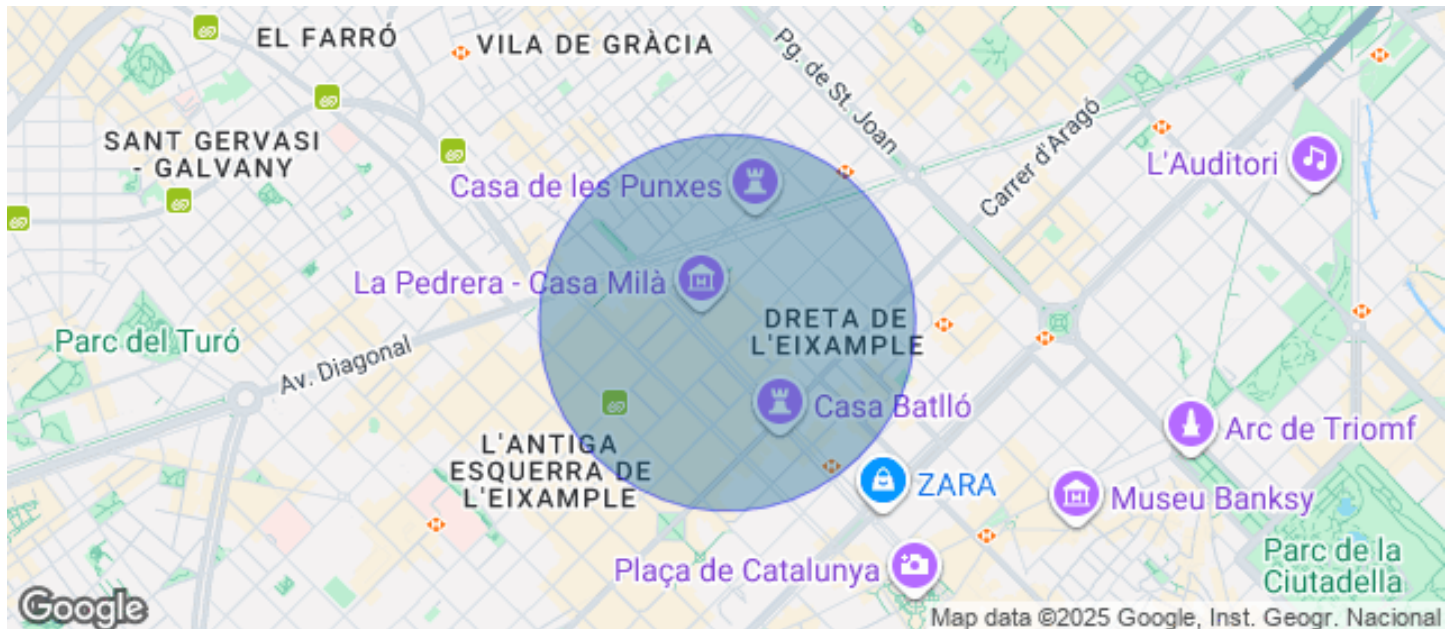 EL FARRÓ
VILA DE GRÀCIA
Pg. de St. Joan
SANT GERVASI
- GALVANY
Carrer d'Aragó
L'Auditori
Casa de les Punxes
La Pedrera - Casa Milà
DRETA DE
L'EIXAMPLE
Parc del Turó
Av. Diagonal
Casa Batlló
Arc de Triomf
L'ANTIGA
ESQUERRA DE
L'EIXAMPLE
ZARA
Museu Banksy
Plaça de Catalunya
Parc de la
Ciutadella
Google
Map data ©2025 Google, Inst. Geogr. Nacional